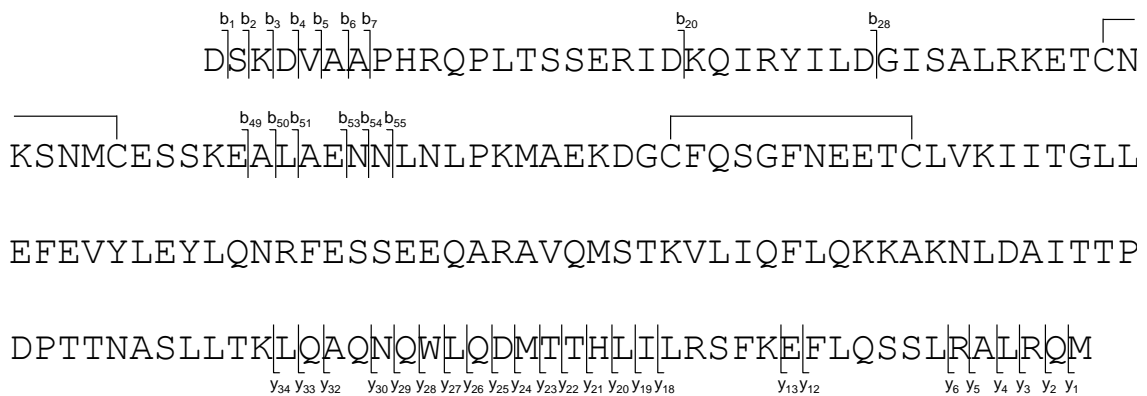 b1 b2 b3 b4 b5 b6 b7 b20 b28
DSKDVAAPHRQPLTSSERIDKQIRYILDGISALRKETCN
b49 b50 b51 b53 b54 b55
KSNMCESSKEALAENNLNLPKMAEKDGCFQSGFNEETCLVKIITGLL
EFEVYLEYLQNRFESSEEQARAVQMSTKVLIQFLQKKAKNLDAITTP
DPTTNASLLTKLQAQNQWLQDMTTHLILRSFKEFLQSSLRALRQM
y34 y33 y32 y30 y29 y28 y27 y26 y25 y24 y23 y22 y21 y20 y19 y18 y13 y12 y6 y5 y4 y3 y2 y1